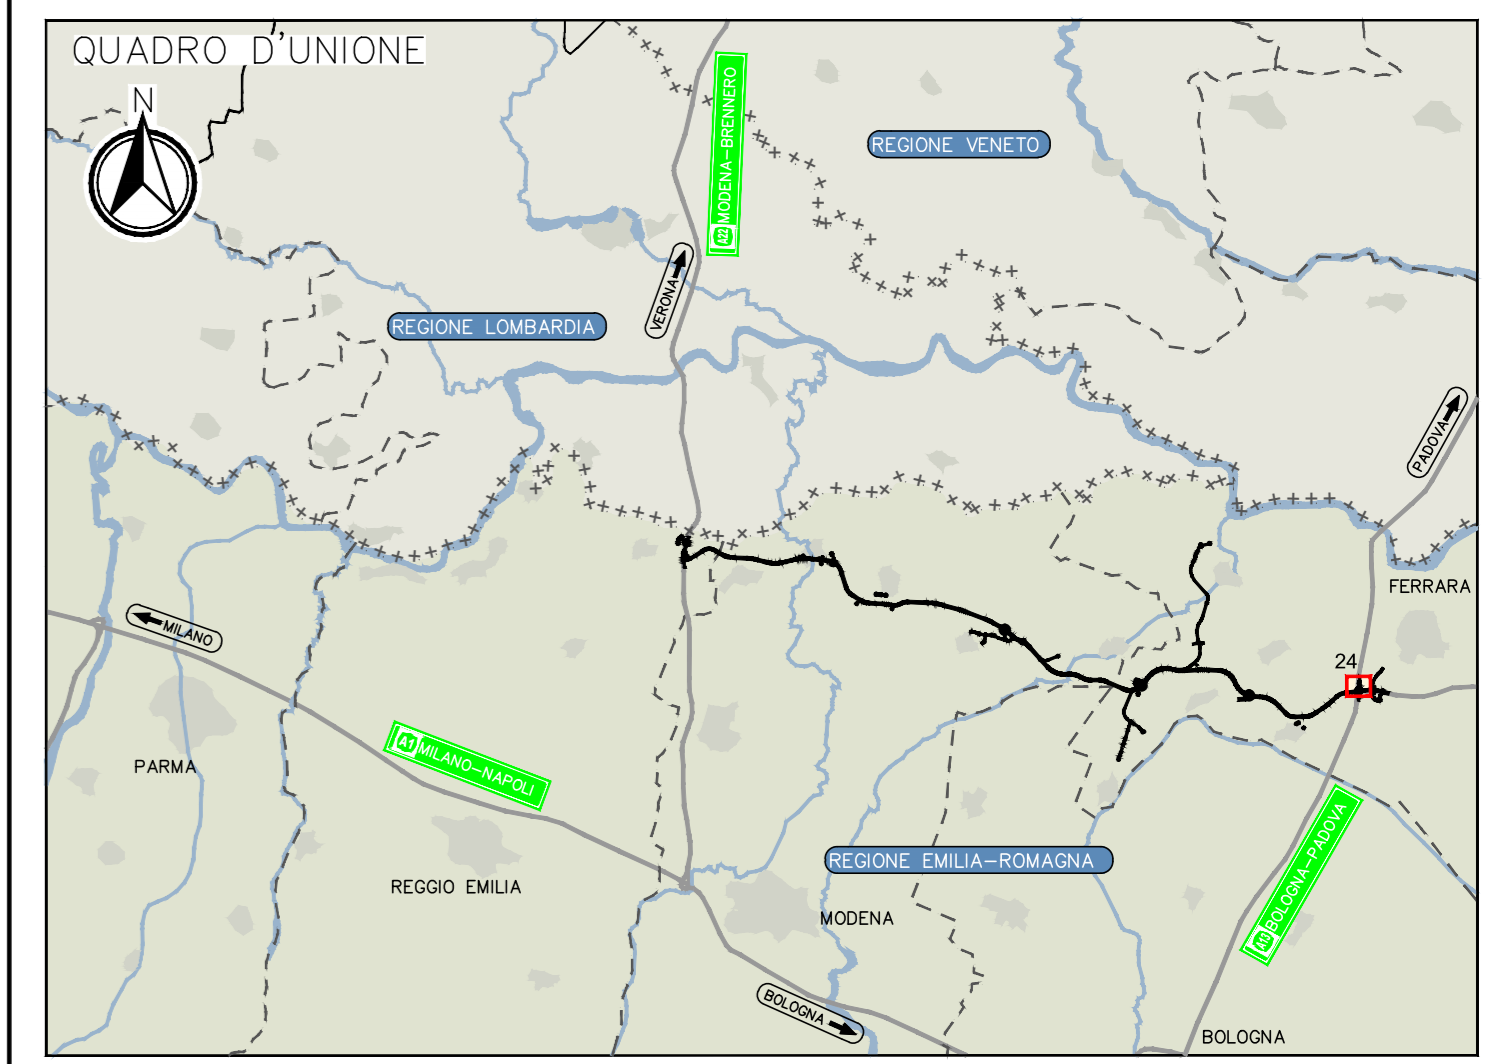 QUADRO D'UNIONE
N
A22 MODENA-BRENNERO
REGIONE VENETO
VERONA
REGIONE LOMBARDIA
PADOVA
FERRARA
MILANO
24
A1 MILANO-NAPOLI
PARMA
REGIONE EMILIA-ROMAGNA
A13 BOLOGNA-PADOVA
REGGIO EMILIA
MODENA
BOLOGNA
BOLOGNA